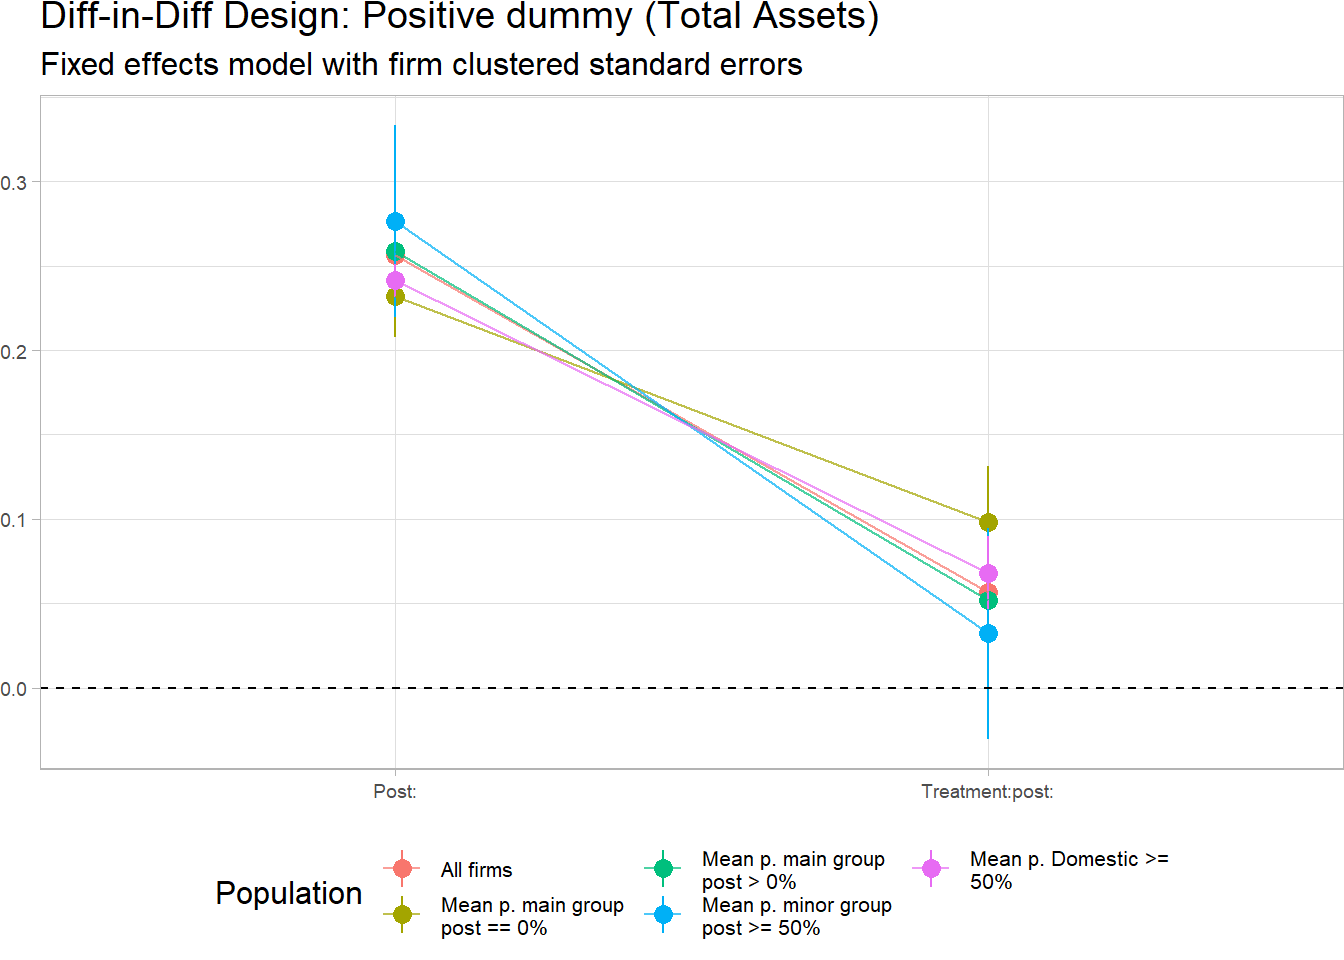 Diff-in-Diff Design: Positive dummy (Total Assets)
Fixed effects model with firm clustered standard errors
0.3
0.2
0.1
0.0
Post:
Treatment:post:
Population
All firms
Mean p. main group
post == 0%
Mean p. main group
post > 0%
Mean p. minor group
post >= 50%
Mean p. Domestic >=
50%